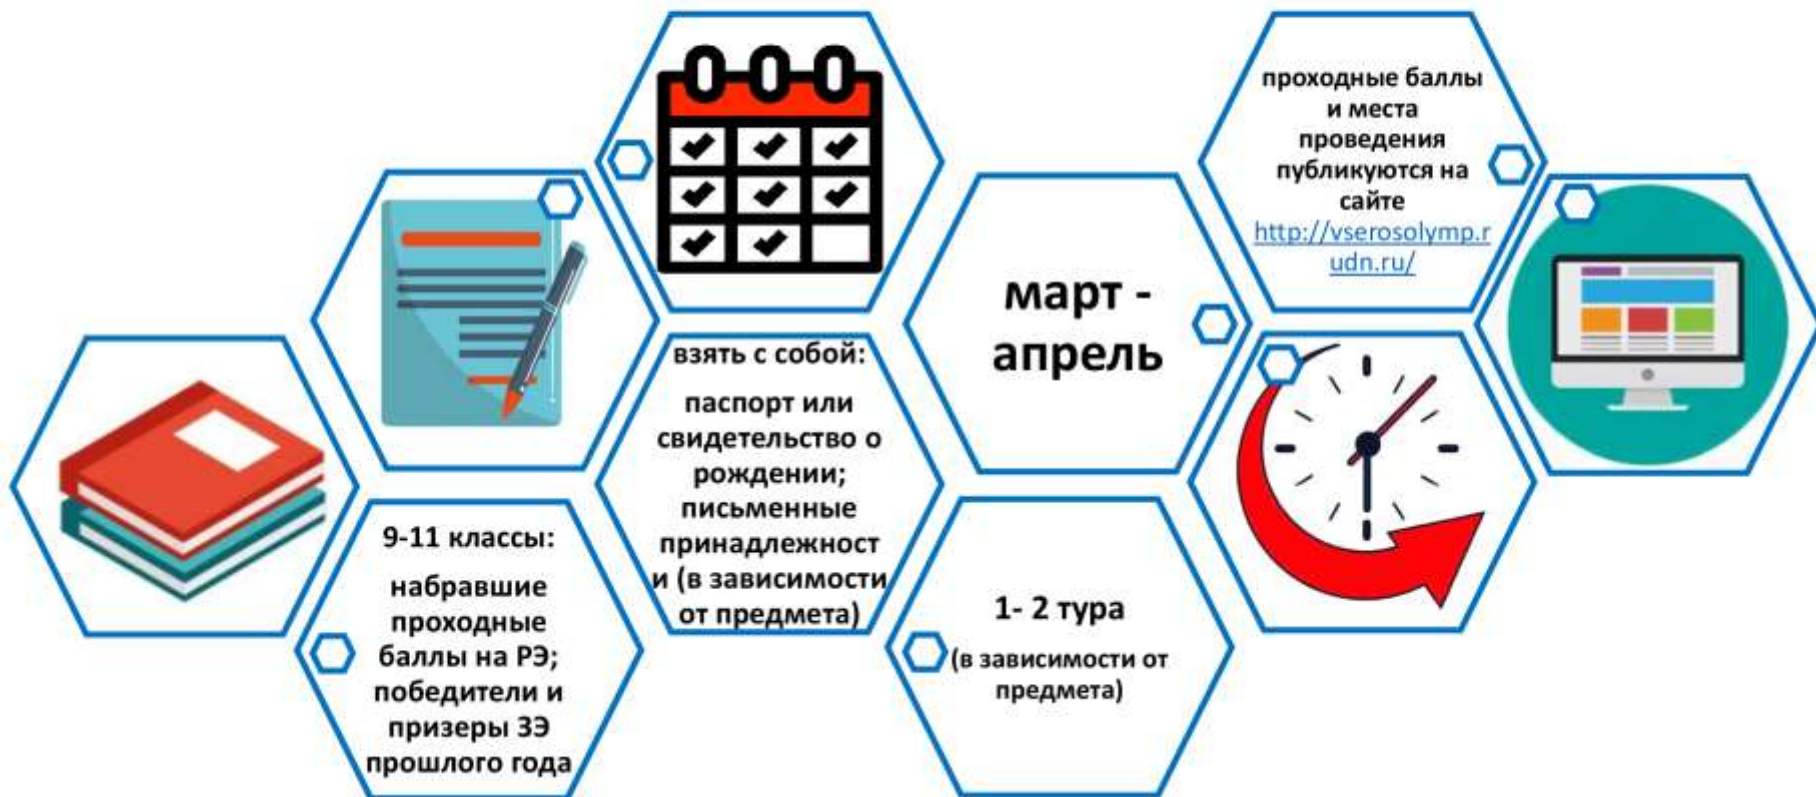 9-11 классы:
набравшие
проходные
баллы на РЭ;
победители и
призеры ЗЭ
прошлого года
взять с собой:
паспорт или
свидетельство о
рождении;
письменные
принадлежност
и (в зависимости
от предмета)
март -
апрель
1- 2 тура
(в зависимости от
предмета)
проходные баллы
и места
проведения
публикуются на
сайте
http://vserosolymp.r
udn.ru/